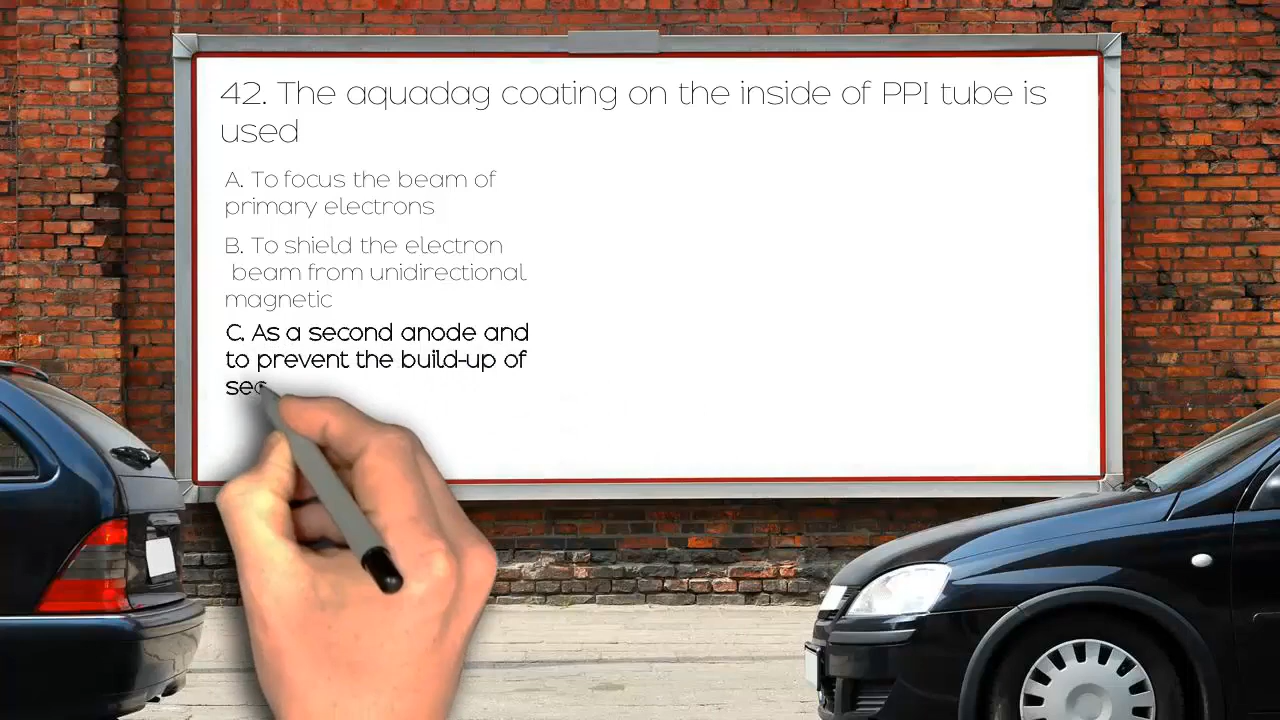 42. The aquadag coating on the inside of PPI tube is
used
A. To focus the beam of
primary electrons
B. To shield the electron
beam from unidirectional
magnetic
C. As a second anode and
to prevent the build-up of
sec